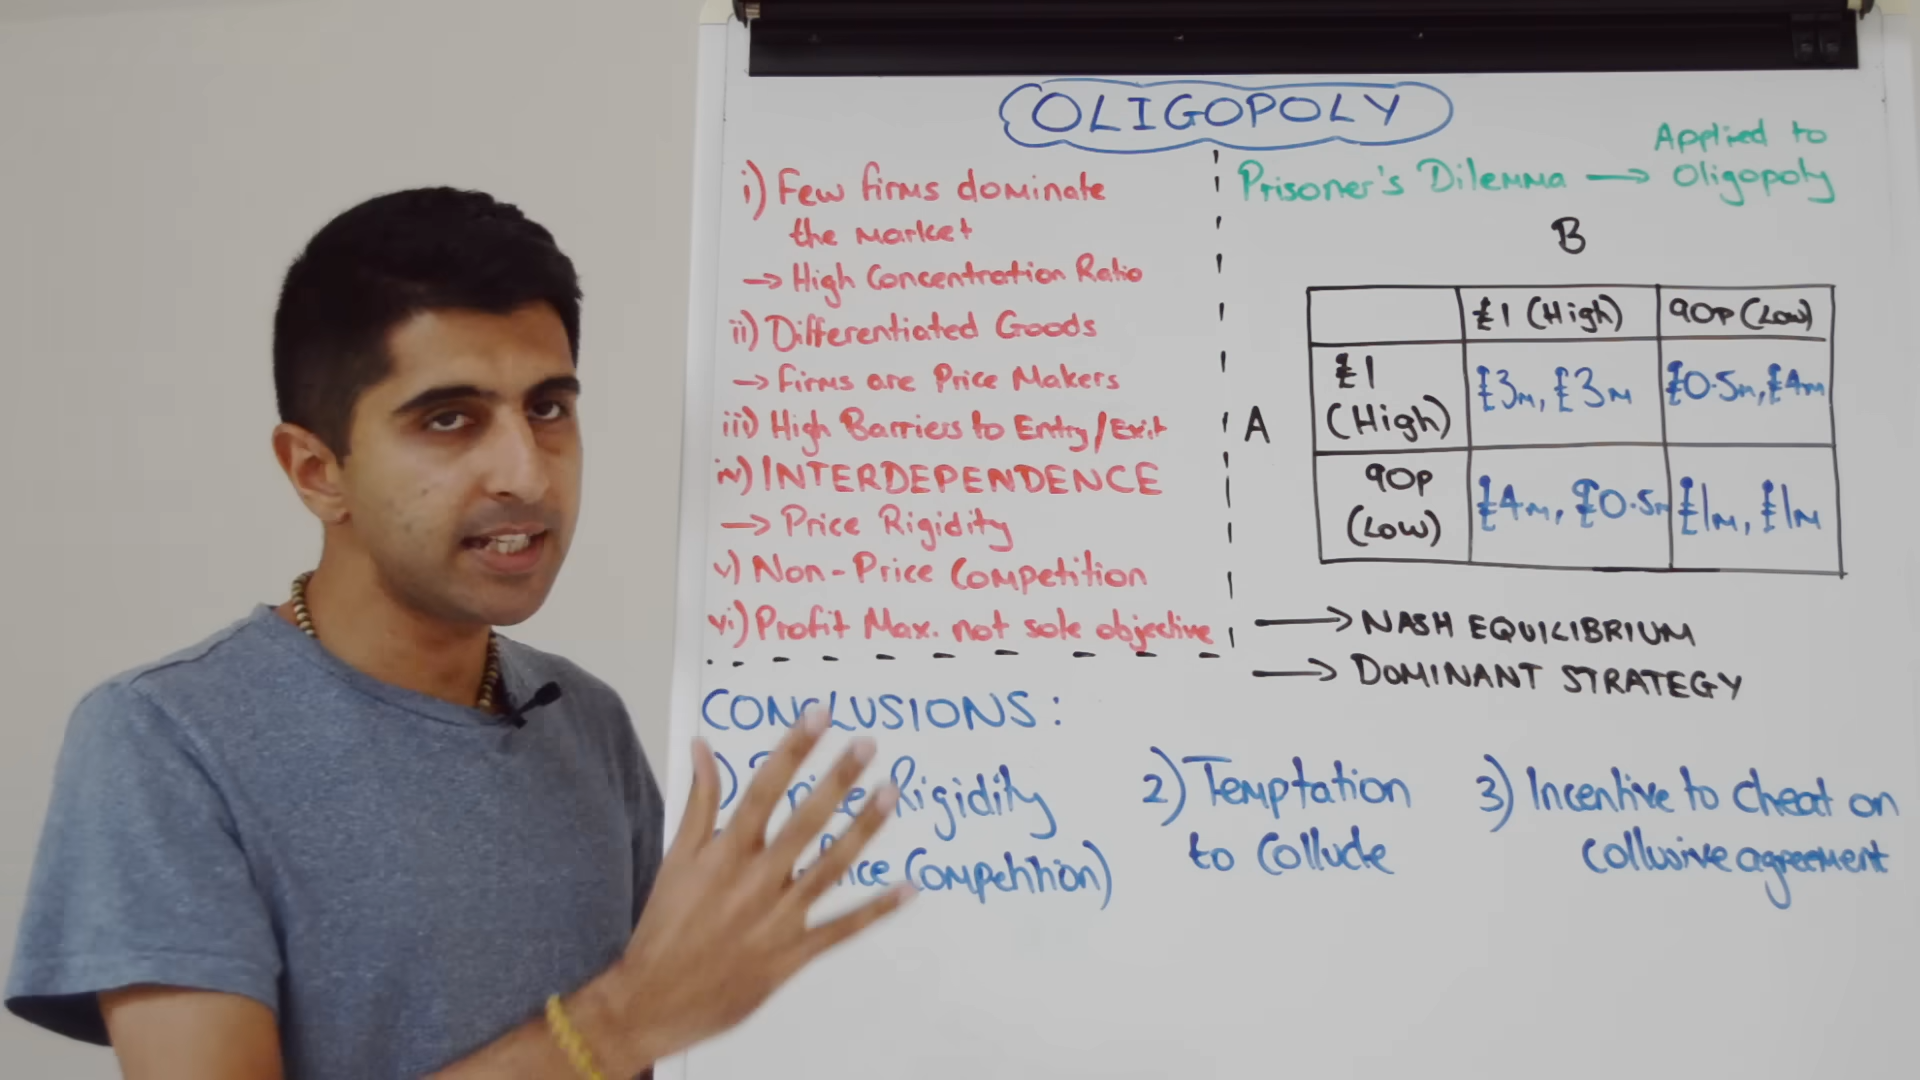 OLIGOPOLY
i) Few firms dominate
the market
→ High Concentration Ratio
ii) Differentiated Goods
→ Firms are Price Makers
iii) High Barriers to Entry/Exit
iv) INTERDEPENDENCE
→ Price Rigidity
v) Non-Price Competition
vi) Profit Max. not sole objective
Prisoner's Dilemma → Applied to
Oligopoly
B
£1 (High) 90p (Low)
A
£1
(High)
£3m, £3m £0.5m, £4m
90p
(Low)
£4m, £0.5m £1m, £1m
→ NASH EQUILIBRIUM
→ DOMINANT STRATEGY
CONCLUSIONS:
Rigidity
Competition)
2) Temptation
to Collude
3) Incentive to cheat on
collusive agreement